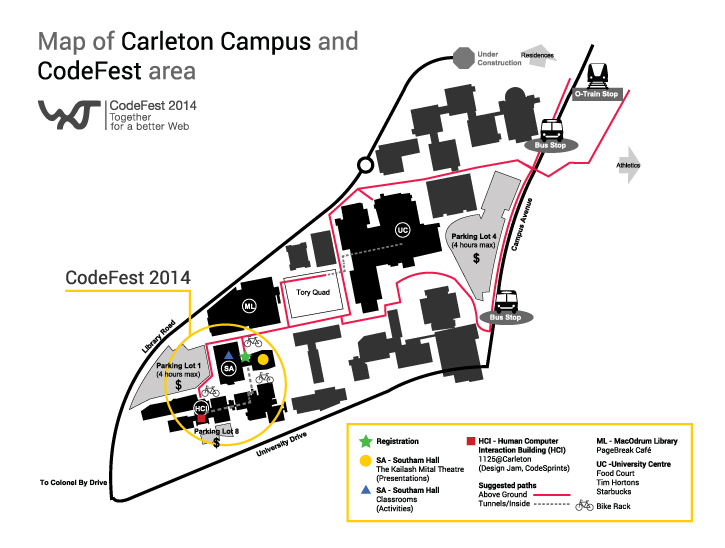 Map of Carleton Campus and
CodeFest area
CodeFest 2014
Together
for a better Web
Under
Construction
Residences
O-Train Stop
Bus Stop
Athletics
Campus Avenue
UC
Parking Lot 4
(4 hours max)
$
Tory Quad
Bus Stop
CodeFest 2014
ML
Library Road
Parking Lot 1
(4 hours max)
$
SA
HCI
Parking Lot 8
$
University Drive
To Colonel By Drive
Registration
SA - Southam Hall
The Kailash Mital Theatre
(Presentations)
SA - Southam Hall
Classrooms
(Activities)
HCI - Human Computer
Interaction Building (HCI)
1125@Carleton
(Design Jam, CodeSprints)
Suggested paths
Above Ground
Tunnels/Inside
Bike Rack
ML - MacOdrum Library
PageBreak Café
UC -University Centre
Food Court
Tim Hortons
Starbucks